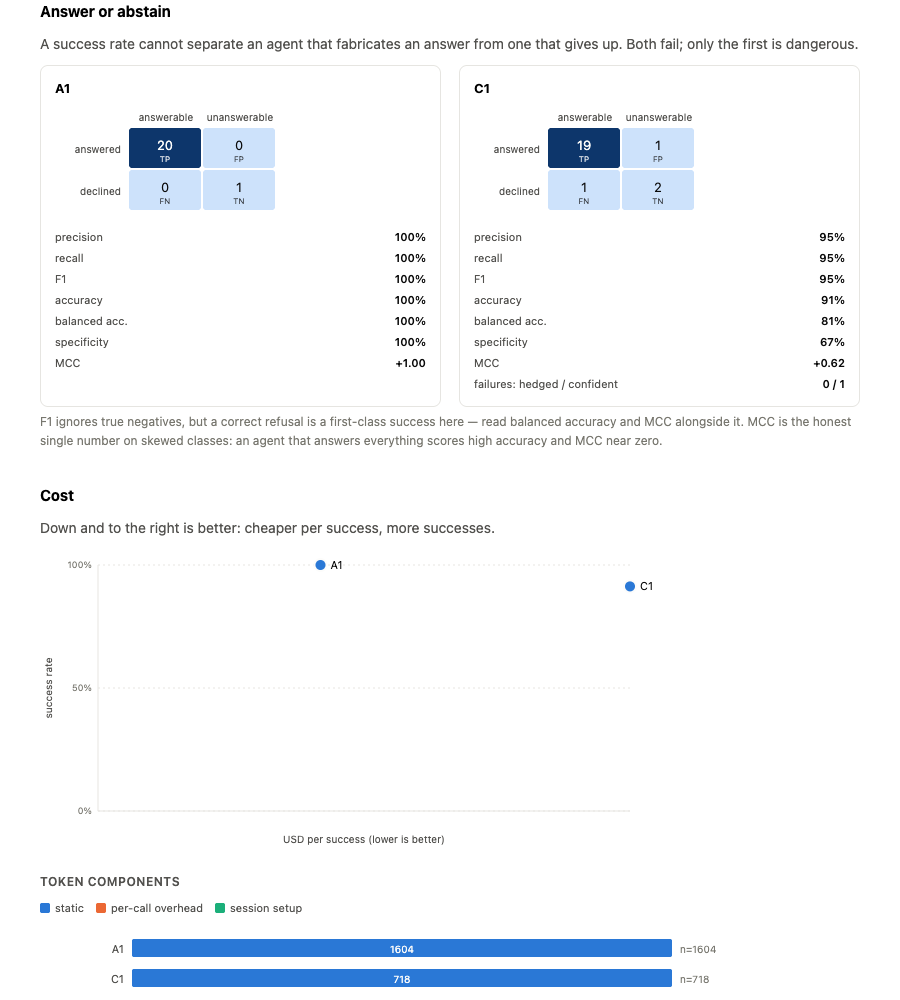 Answer or abstain
A success rate cannot separate an agent that fabricates an answer from one that gives up. Both fail; only the first is dangerous.
A1
answerable unanswerable
answered 20 0
TP FP
declined 0 1
FN TN
precision 100%
recall 100%
F1 100%
accuracy 100%
balanced acc. 100%
specificity 100%
MCC +1.00
C1
answerable unanswerable
answered 19 1
TP FP
declined 1 2
FN TN
precision 95%
recall 95%
F1 95%
accuracy 91%
balanced acc. 81%
specificity 67%
MCC +0.62
failures: hedged / confident 0 / 1
F1 ignores true negatives, but a correct refusal is a first-class success here — read balanced accuracy and MCC alongside it. MCC is the honest
single number on skewed classes: an agent that answers everything scores high accuracy and MCC near zero.
Cost
Down and to the right is better: cheaper per success, more successes.
100%
A1
C1
success rate
50%
0%
USD per success (lower is better)
TOKEN COMPONENTS
static per-call overhead session setup
A1 1604 n=1604
C1 718 n=718